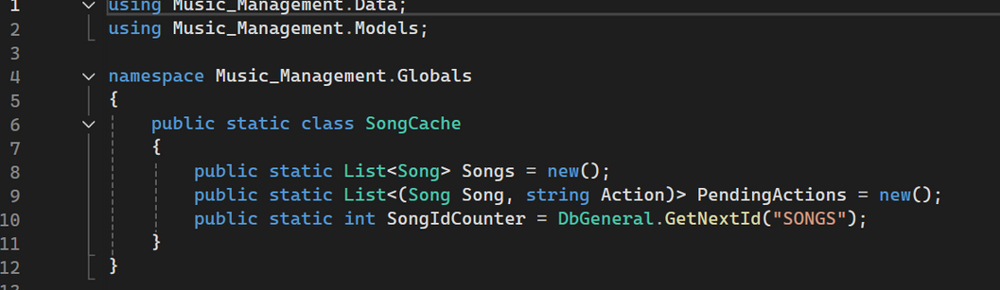 1 using Music_Management.Data;
2 using Music_Management.Models;
3
4 namespace Music_Management.Globals
5 {
6 public static class SongCache
7 {
8 public static List<Song> Songs = new();
9 public static List<(Song Song, string Action)> PendingActions = new();
10 public static int SongIdCounter = DbGeneral.GetNextId("SONGS");
11 }
12 }
13